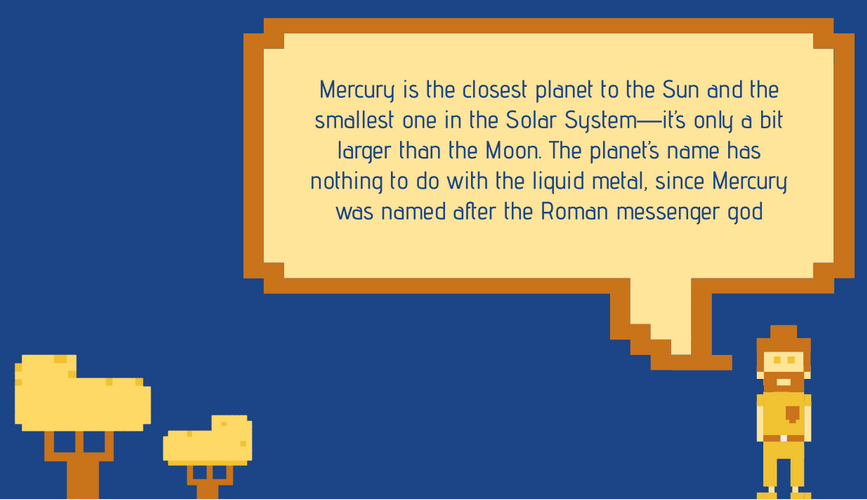 Mercury is the closest planet to the Sun and the
smallest one in the Solar System—it's only a bit
larger than the Moon. The planet's name has
nothing to do with the liquid metal, since Mercury
was named after the Roman messenger god